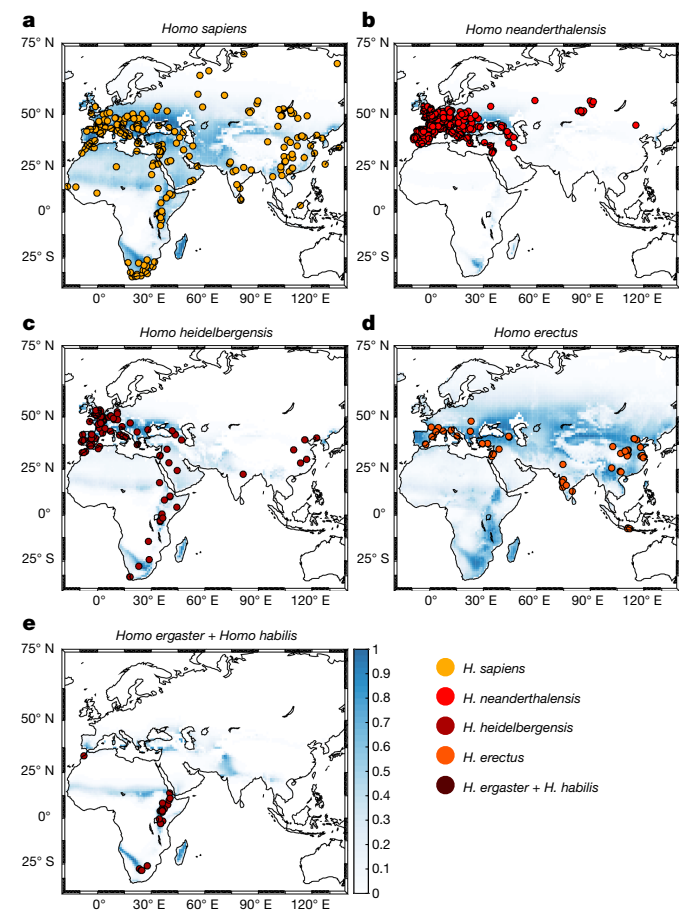 a
Homo sapiens
75° N
50° N
25° N
0°
25° S
0° 30° E 60° E 90° E 120° E
b
Homo neanderthalensis
75° N
50° N
25° N
0°
25° S
0° 30° E 60° E 90° E 120° E
c
Homo heidelbergensis
75° N
50° N
25° N
0°
25° S
0° 30° E 60° E 90° E 120° E
d
Homo erectus
75° N
50° N
25° N
0°
25° S
0° 30° E 60° E 90° E 120° E
e
Homo ergaster + Homo habilis
75° N
50° N
25° N
0°
25° S
0° 30° E 60° E 90° E 120° E
1
0.9
0.8
0.7
0.6
0.5
0.4
0.3
0.2
0.1
0
H. sapiens
H. neanderthalensis
H. heidelbergensis
H. erectus
H. ergaster + H. habilis